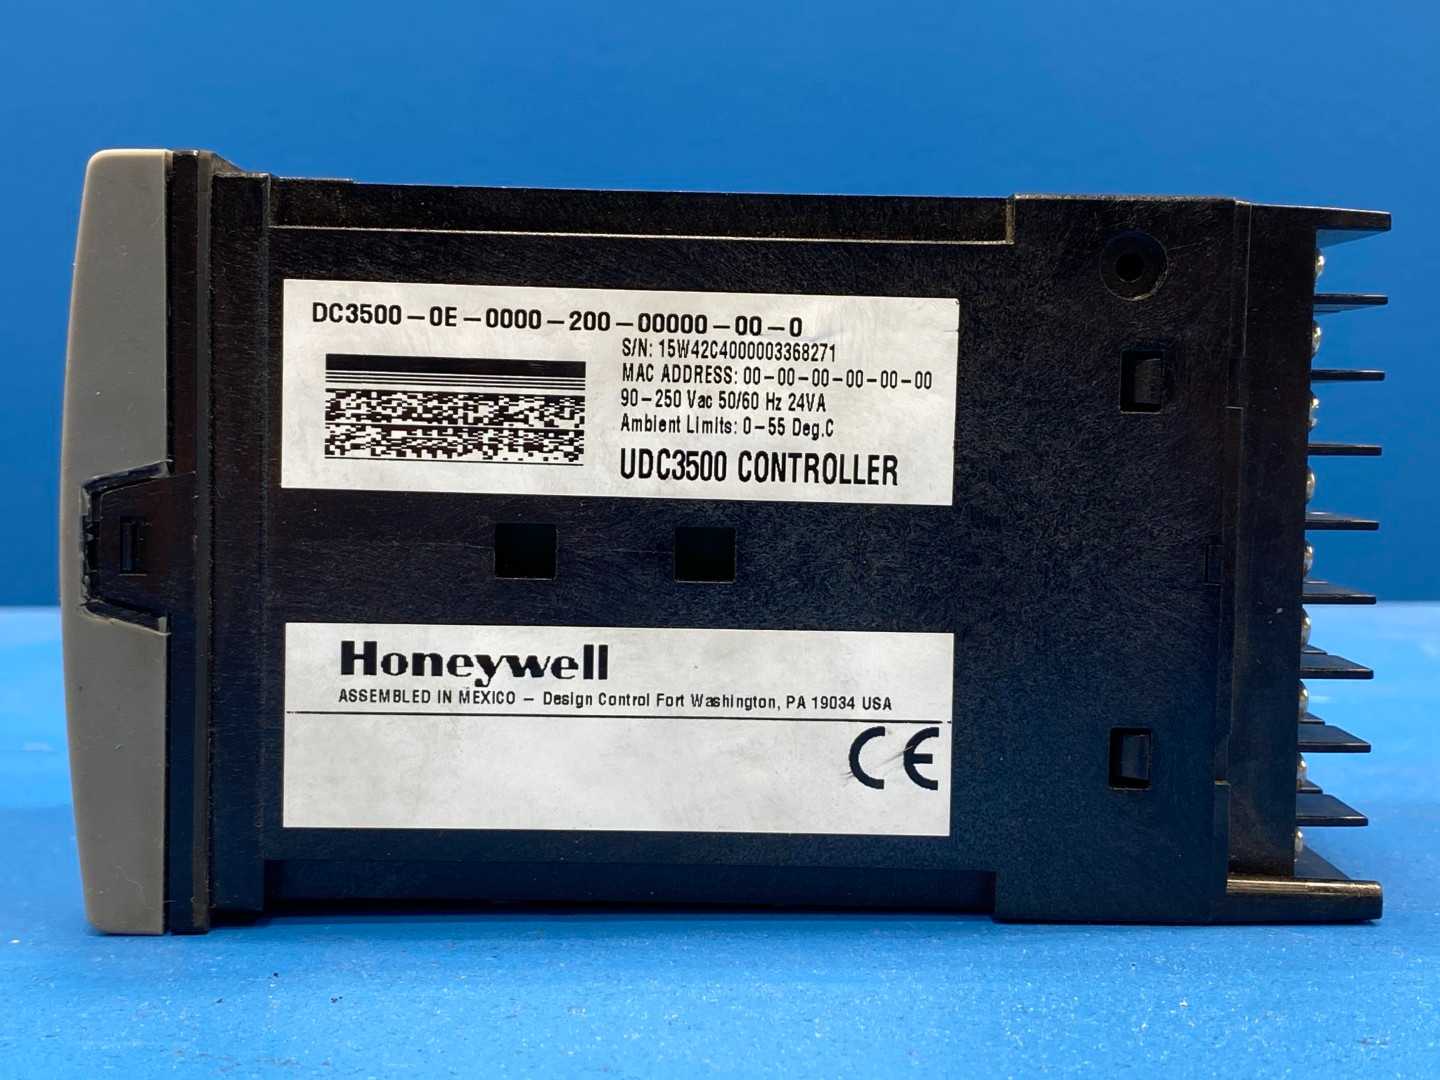 DC3500-0E-0000-200-00000-00-0
S/N: 15W42C4000003368271
MAC ADDRESS: 00-00-00-00-00-00
90-250 Vac 50/60 Hz 24VA
Ambient Limits: 0-55 Deg.C
UDC3500 CONTROLLER
Honeywell
ASSEMBLED IN MEXICO - Design Control Fort Washington, PA 19034 USA
CE